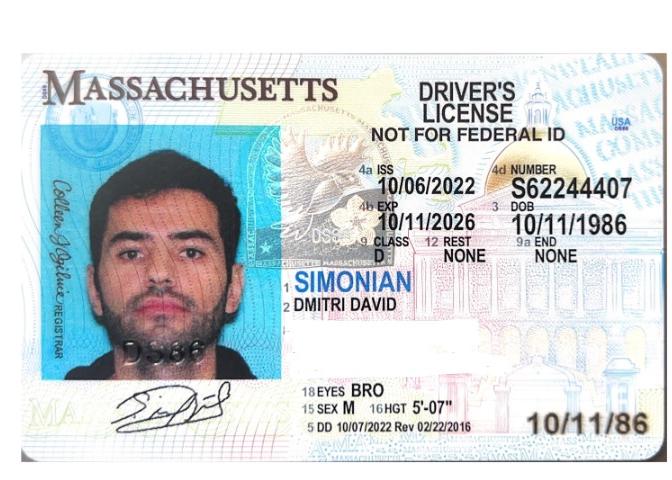 MASSACHUSETTS
DRIVER'S
LICENSE
NOT FOR FEDERAL ID
USA
4a ISS
10/06/2022
4d NUMBER
S62244407
4b EXP
10/11/2026
3 DOB
10/11/1986
9 CLASS
D
12 REST
NONE
9a END
NONE
1 SIMONIAN
2 DMITRI DAVID
18 EYES BRO
15 SEX M 16 HGT 5'-07"
5 DD 10/07/2022 Rev 02/22/2016
10/11/86
REGISTRAR
MA